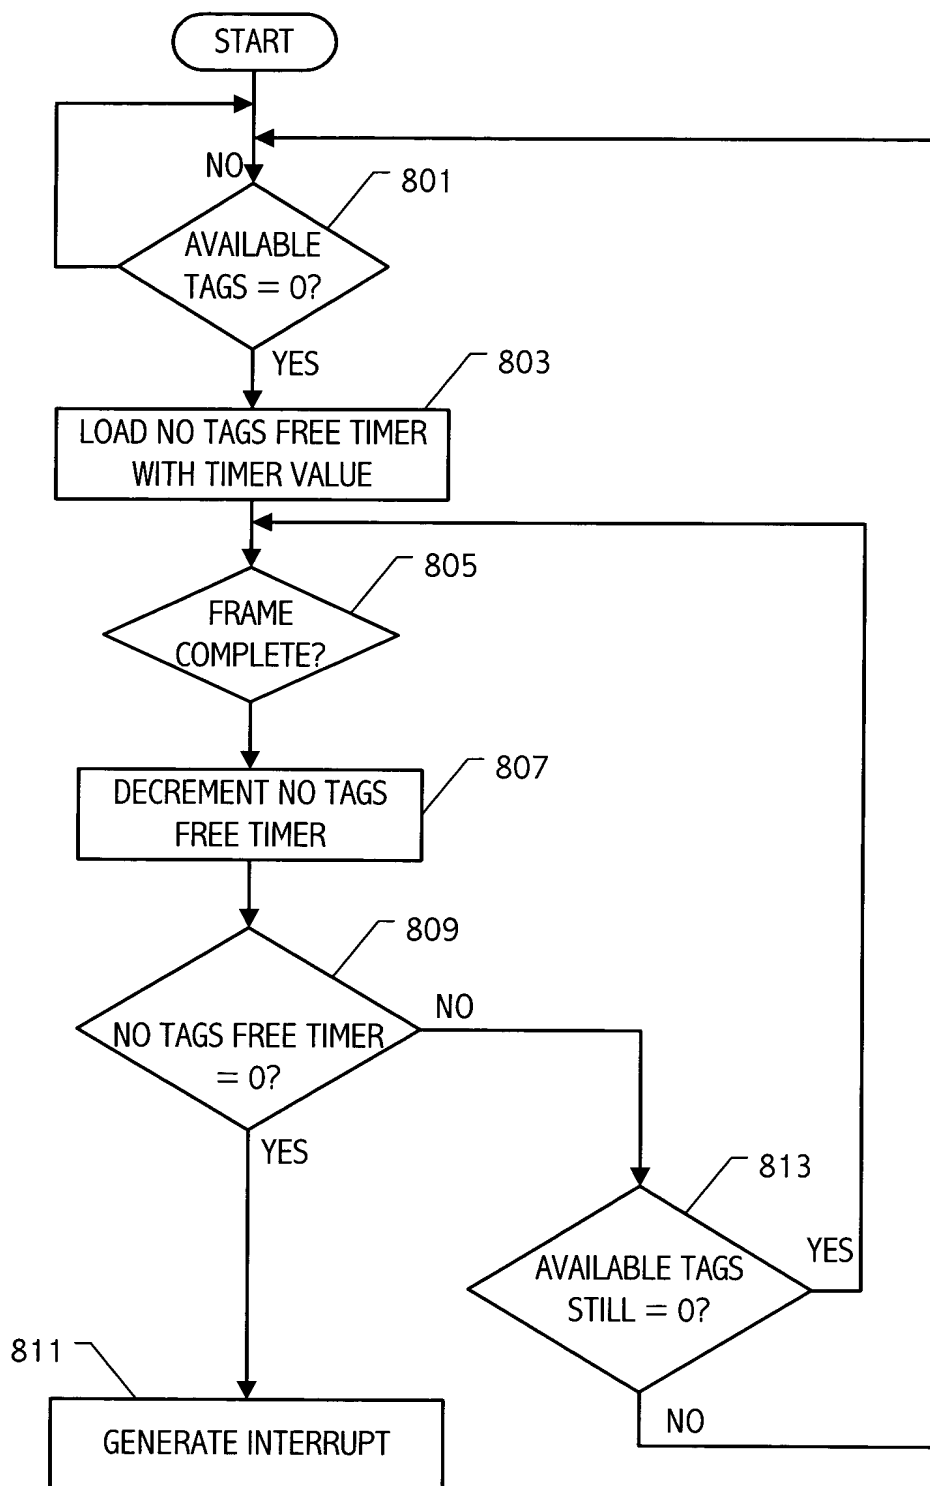 START
NO
801
AVAILABLE
TAGS = 0?
YES
803
LOAD NO TAGS FREE TIMER
WITH TIMER VALUE
805
FRAME
COMPLETE?
807
DECREMENT NO TAGS
FREE TIMER
809
NO
NO TAGS FREE TIMER
= 0?
YES
813
YES
AVAILABLE TAGS
STILL = 0?
811
NO
GENERATE INTERRUPT